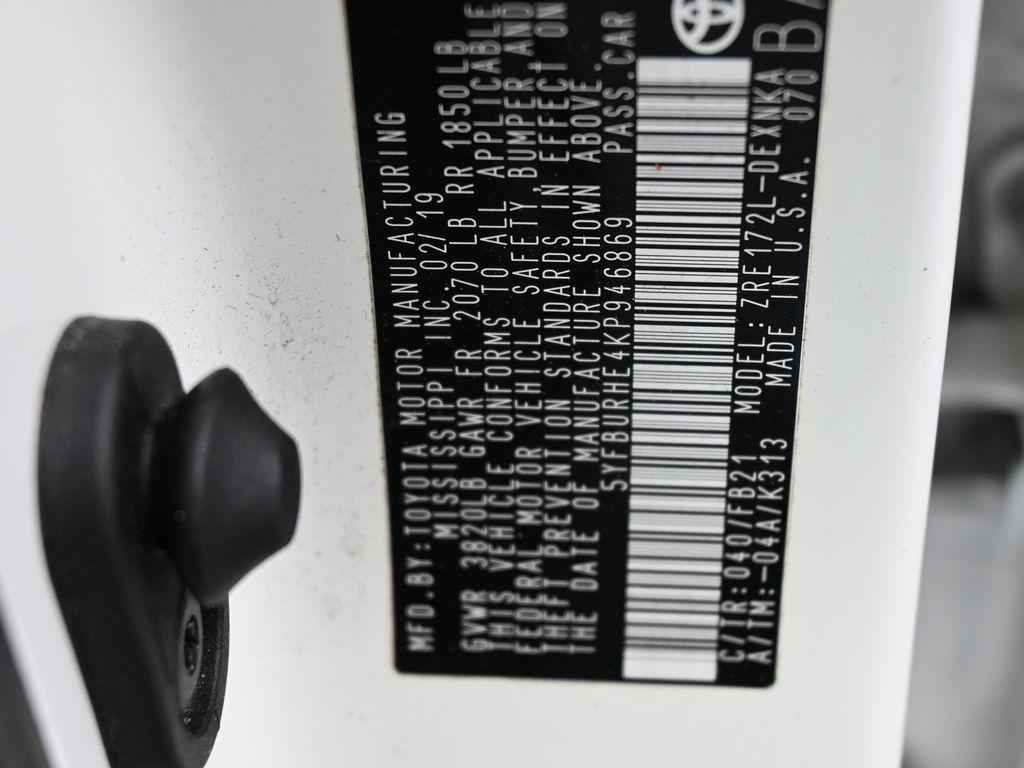 MFD.BY:TOYOTA MOTOR MANUFACTURING
MISSISSIPPI INC. 02/19
GVWR 3820LB GAWR FR 2070 LB RR 1850LB
THIS VEHICLE CONFORMS TO ALL APPLICABLE
FEDERAL MOTOR VEHICLE SAFETY, BUMPER AND
THEFT PREVENTION STANDARDS IN EFFECT ON
THE DATE OF MANUFACTURE SHOWN ABOVE.
5YFBURHE4KP946869 PASS.CAR
C/TR:040/FB21 MODEL:ZRE172L-DEXNKA B
A/TM:-04A/K313 MADE IN U.S.A. 070 BA